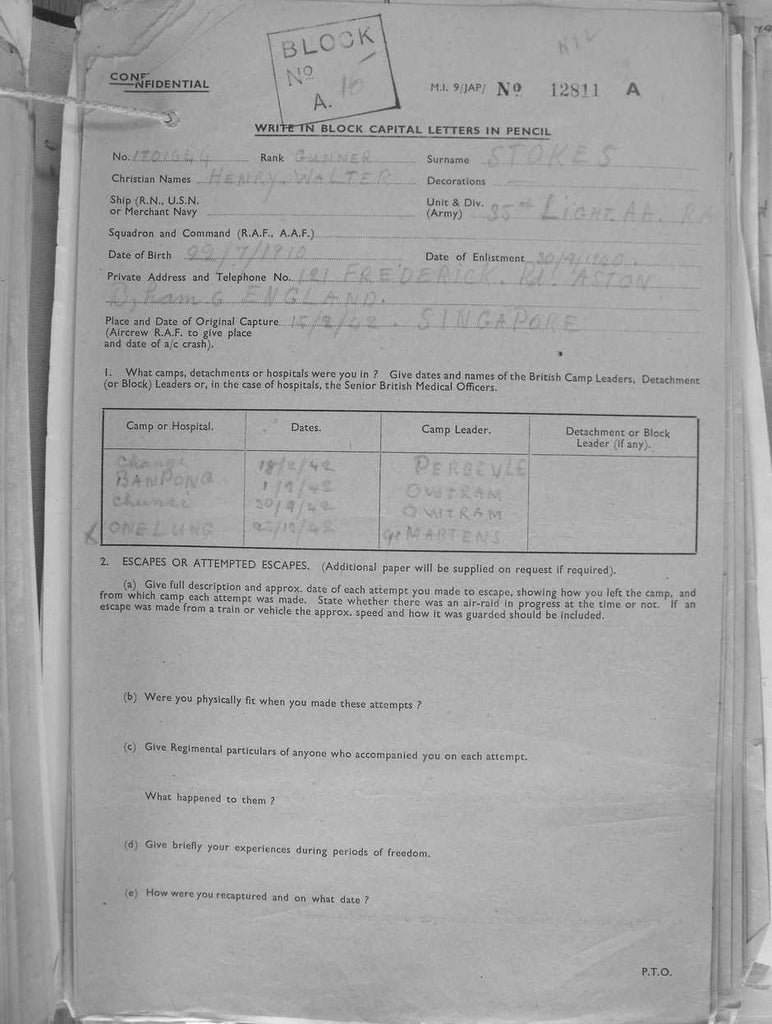 BLOCK
NIL
No
A. 16
CONFIDENTIAL
M.I. 9/JAP/ No 12811 A
WRITE IN BLOCK CAPITAL LETTERS IN PENCIL
No. Rank GUNNER Surname STOKES
Christian Names HENRY. WALTER Decorations —
Ship (R.N., U.S.N. or Merchant Navy
Unit & Div. (Army) 35th LIGHT. AA. RA
Squadron and Command (R.A.F., A.A.F.)
Date of Birth 22/7/1910 Date of Enlistment 30/9/1940.
Private Address and Telephone No. 121 FREDERICK. Rd. ASTON
B,ham 6 ENGLAND.
Place and Date of Original Capture 15/2/42. SINGAPORE
(Aircrew R.A.F. to give place
and date of a/c crash).
1. What camps, detachments or hospitals were you in ? Give dates and names of the British Camp Leaders, Detachment
(or Block) Leaders or, in the case of hospitals, the Senior British Medical Officers.
Camp or Hospital. Dates. Camp Leader. Detachment or Block
Leader (if any).
Changi 18/2/42
BANPONG 1/9/42 OWTRAM
Chunci 30/9/42 OWTRAM
MARTENS
2. ESCAPES OR ATTEMPTED ESCAPES. (Additional paper will be supplied on request if required).
(a) Give full description and approx. date of each attempt you made to escape, showing how you left the camp, and
from which camp each attempt was made. State whether there was an air-raid in progress at the time or not. If an
escape was made from a train or vehicle the approx. speed and how it was guarded should be included.
(b) Were you physically fit when you made these attempts ?
(c) Give Regimental particulars of anyone who accompanied you on each attempt.
What happened to them ?
(d) Give briefly your experiences during periods of freedom.
(e) How were you recaptured and on what date ?
P.T.O.